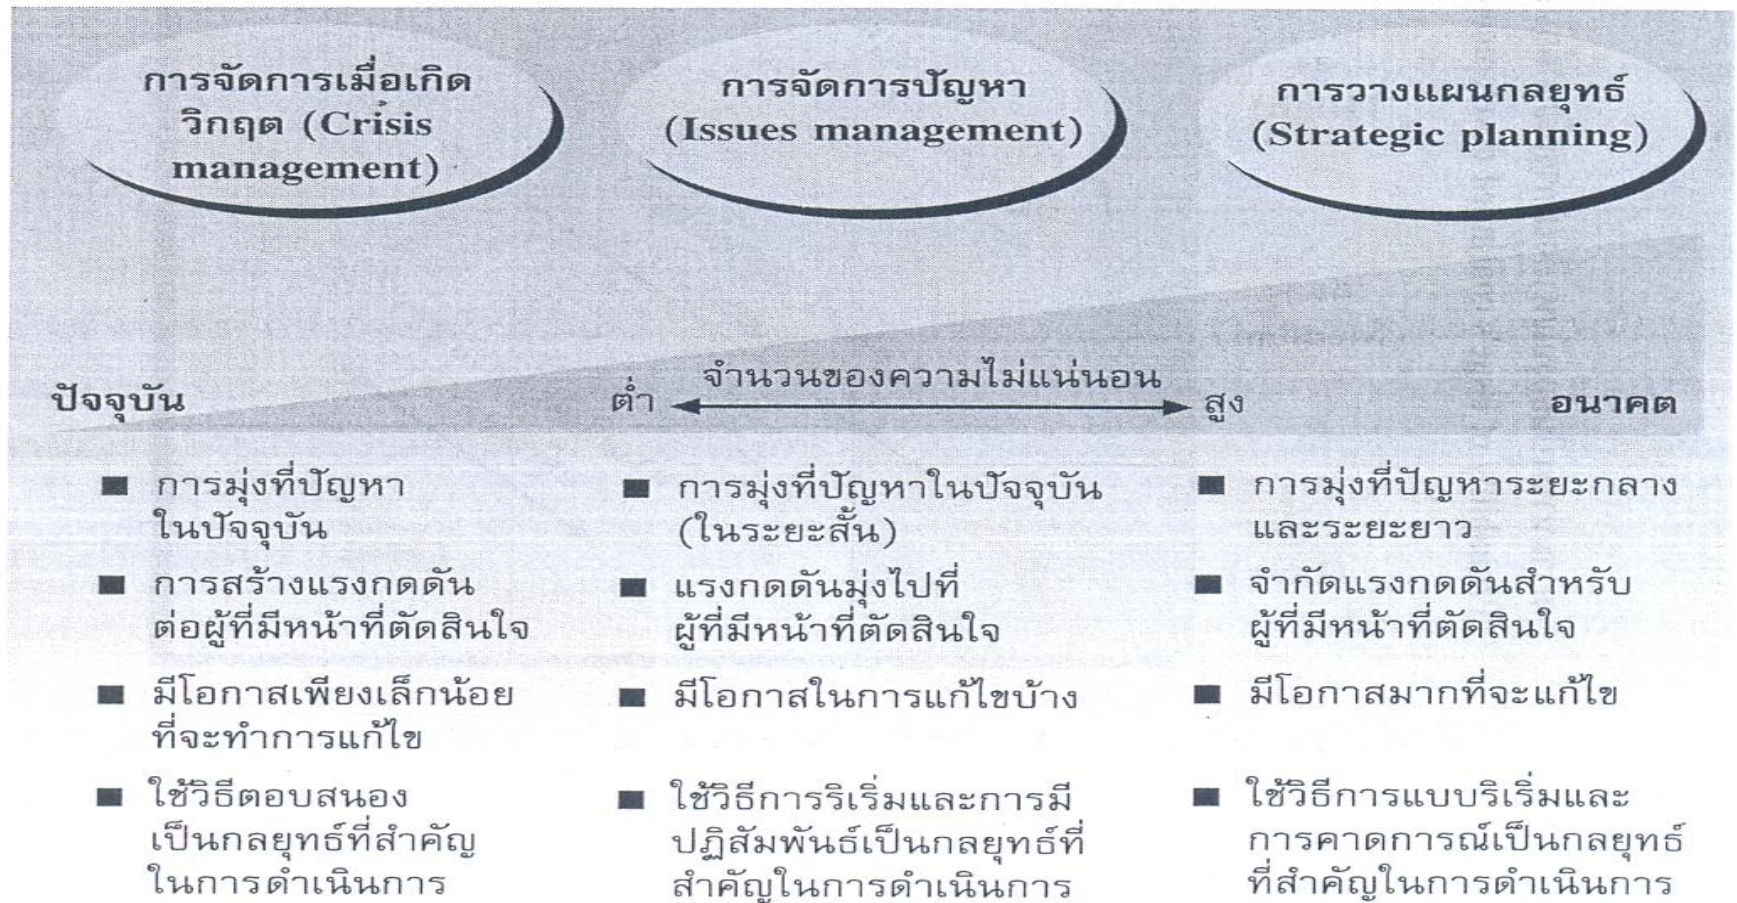 การจัดการเมื่อเกิด
วิกฤต (Crisis
management)
การจัดการปัญหา
(Issues management)
การวางแผนกลยุทธ์
(Strategic planning)
ปัจจุบัน
ต่ำ
จำนวนของความไม่แน่นอน
สูง
อนาคต
■ การมุ่งที่ปัญหา
ในปัจจุบัน
■ การสร้างแรงกดดัน
ต่อผู้ที่มีหน้าที่ตัดสินใจ
■ มีโอกาสเพียงเล็กน้อย
ที่จะทำการแก้ไข
■ ใช้วิธีตอบสนอง
เป็นกลยุทธ์ที่สำคัญ
ในการดำเนินการ
■ การมุ่งที่ปัญหาในปัจจุบัน
(ในระยะสั้น)
■ แรงกดดันมุ่งไปที่
ผู้ที่มีหน้าที่ตัดสินใจ
■ มีโอกาสในการแก้ไขบ้าง
■ ใช้วิธีการริเริ่มและการมี
ปฏิสัมพันธ์เป็นกลยุทธ์ที่
สำคัญในการดำเนินการ
■ การมุ่งที่ปัญหาระยะกลาง
และระยะยาว
■ จำกัดแรงกดดันสำหรับ
ผู้ที่มีหน้าที่ตัดสินใจ
■ มีโอกาสมากที่จะแก้ไข
■ ใช้วิธีการแบบริเริ่มและ
การคาดการณ์เป็นกลยุทธ์
ที่สำคัญในการดำเนินการ